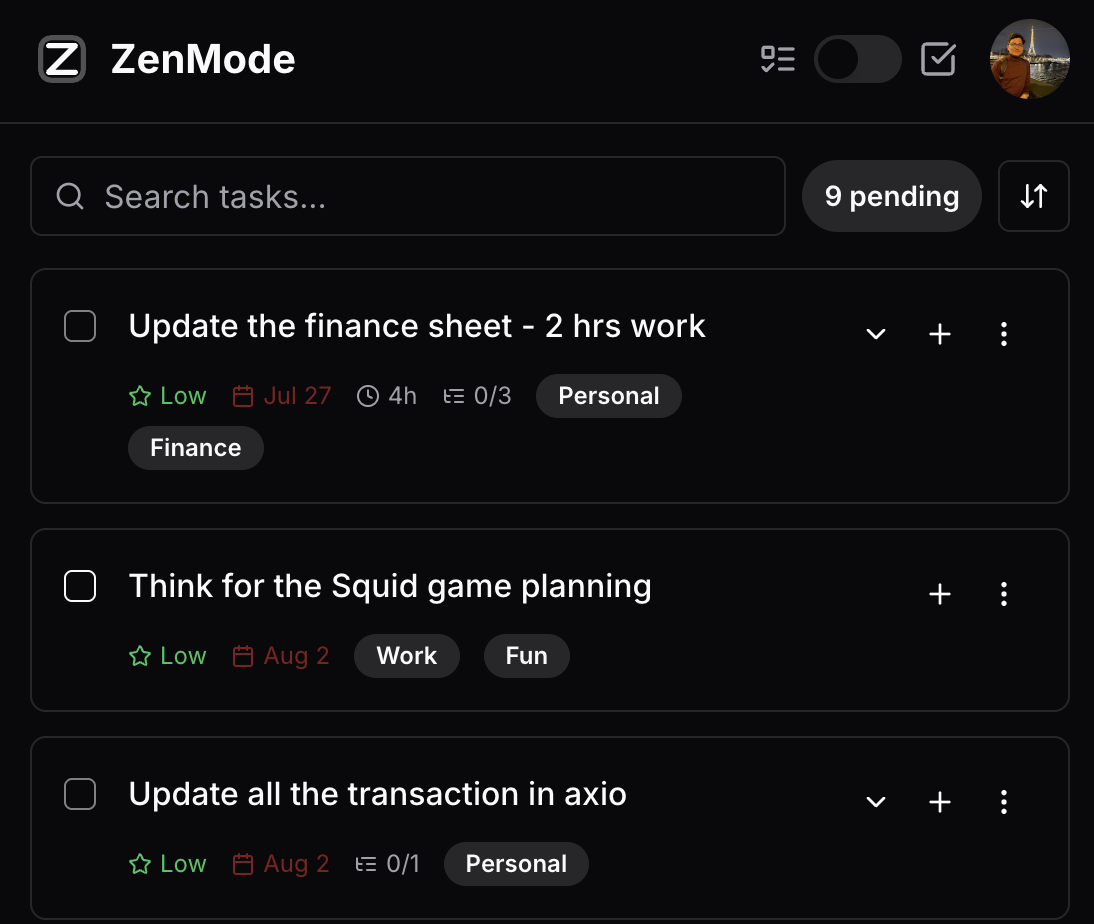 Z ZenMode
Search tasks...
9 pending
Update the finance sheet - 2 hrs work
Low Jul 27 4h 0/3 Personal
Finance
Think for the Squid game planning
Low Aug 2 Work Fun
Update all the transaction in axio
Low Aug 2 0/1 Personal